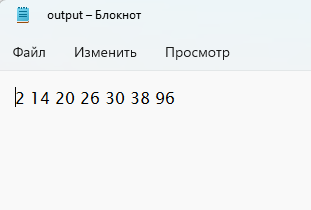 output – Блокнот
Файл Изменить Просмотр
2 14 20 26 30 38 96